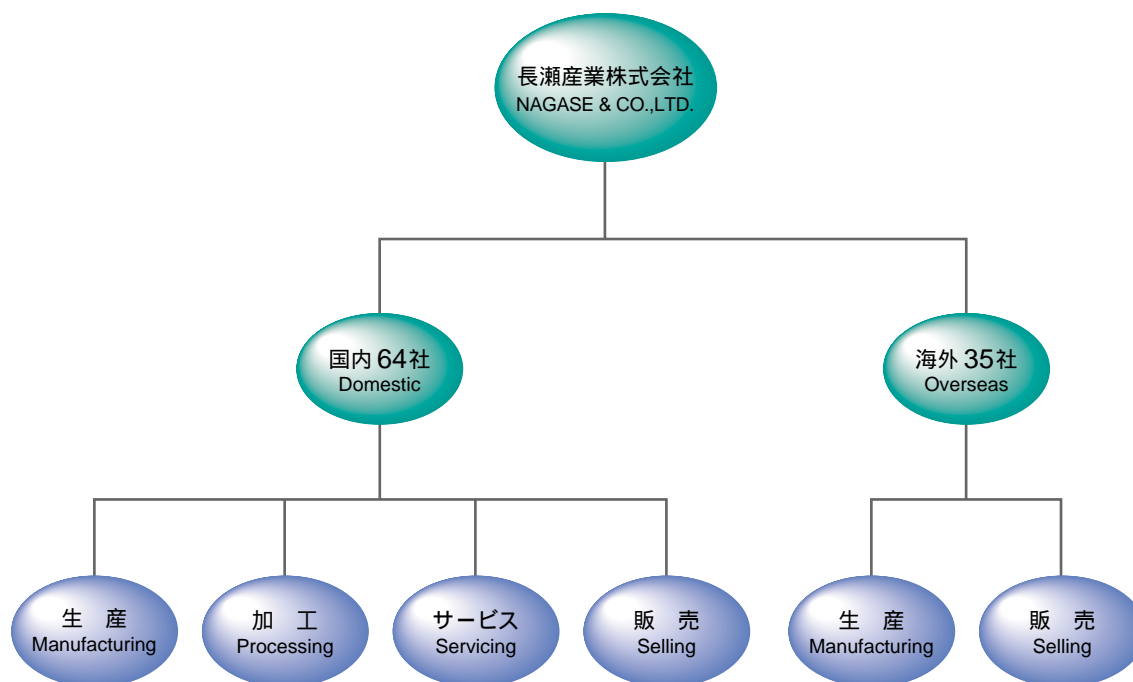 長瀬産業株式会社
NAGASE & CO.,LTD.
国内 64社
Domestic
海外 35社
Overseas
生 産
Manufacturing
加 工
Processing
サービス
Servicing
販 売
Selling
生 産
Manufacturing
販 売
Selling